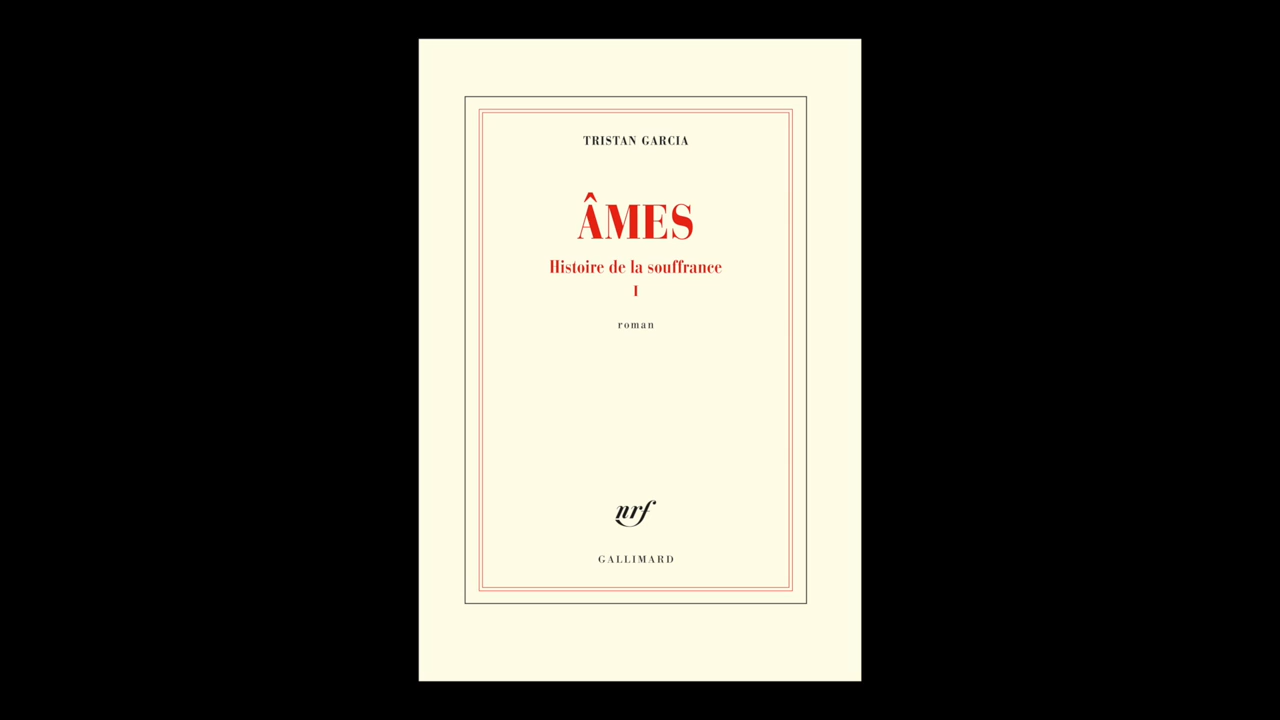 TRISTAN GARCIA
ÂMES
Histoire de la souffrance
I
roman
nrf
GALLIMARD